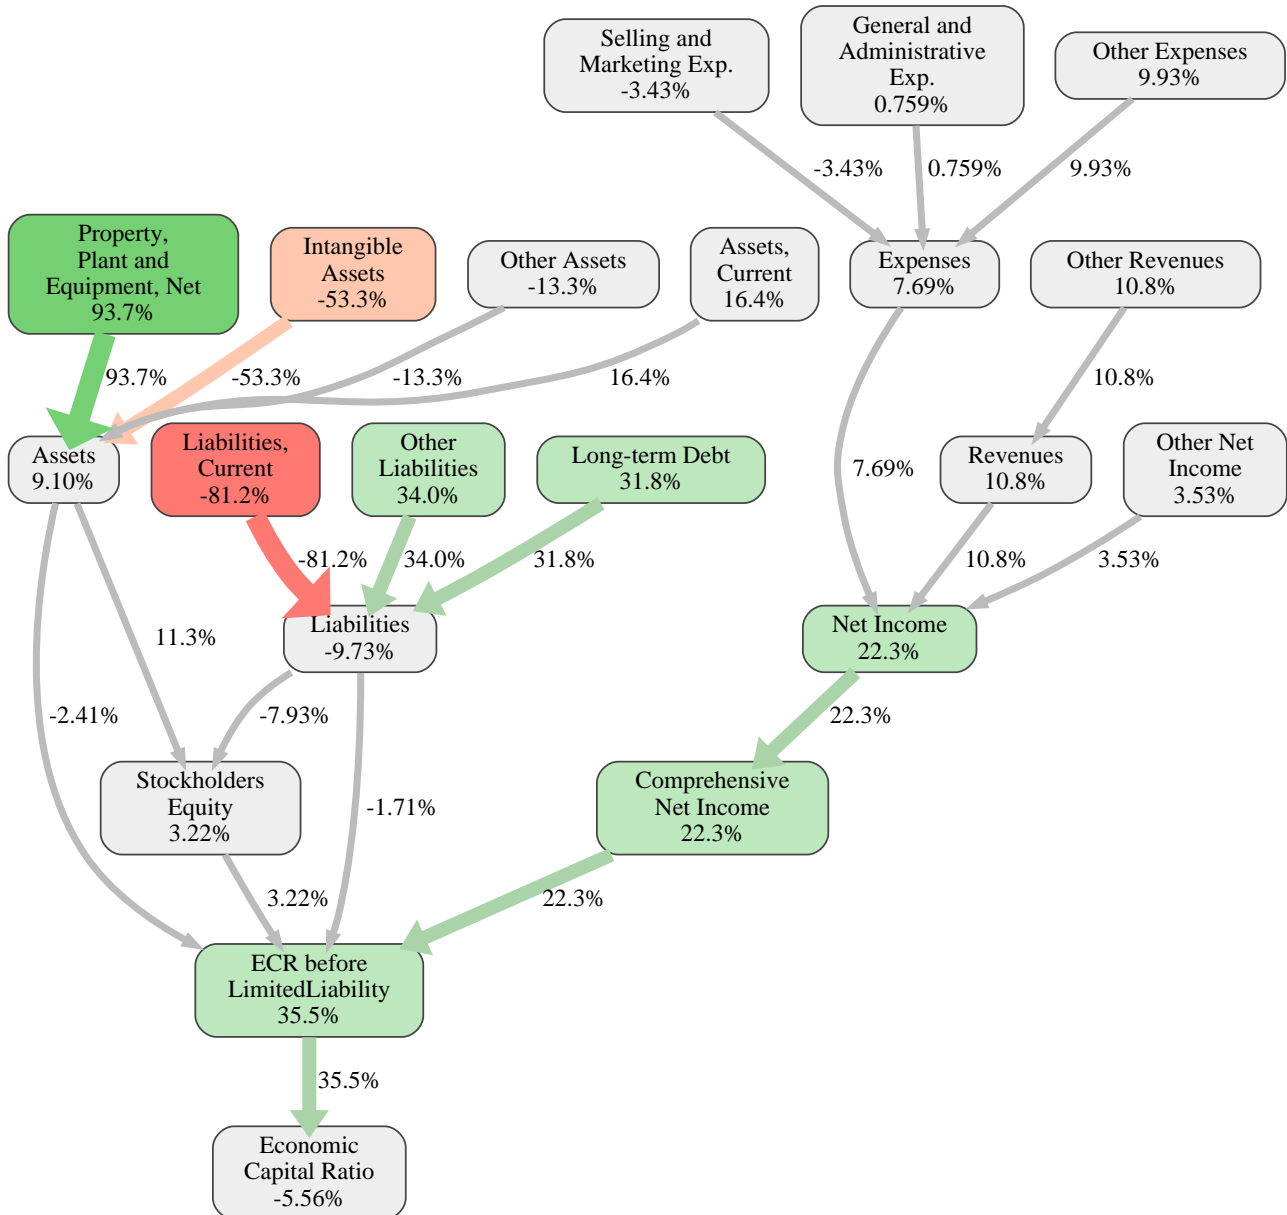 Selling and
Marketing Exp.
-3.43%
General and
Administrative
Exp.
0.759%
Other Expenses
9.93%
-3.43%
0.759%
9.93%
Property,
Plant and
Equipment, Net
93.7%
Intangible
Assets
-53.3%
Other Assets
-13.3%
Assets,
Current
16.4%
Expenses
7.69%
Other Revenues
10.8%
93.7%
-53.3%
-13.3%
16.4%
10.8%
Assets
9.10%
Liabilities,
Current
-81.2%
Other
Liabilities
34.0%
Long-term Debt
31.8%
7.69%
Revenues
10.8%
Other Net
Income
3.53%
-81.2%
34.0%
31.8%
10.8%
3.53%
11.3%
Liabilities
-9.73%
Net Income
22.3%
-2.41%
-7.93%
22.3%
Stockholders
Equity
3.22%
-1.71%
Comprehensive
Net Income
22.3%
3.22%
22.3%
ECR before
LimitedLiability
35.5%
35.5%
Economic
Capital Ratio
-5.56%